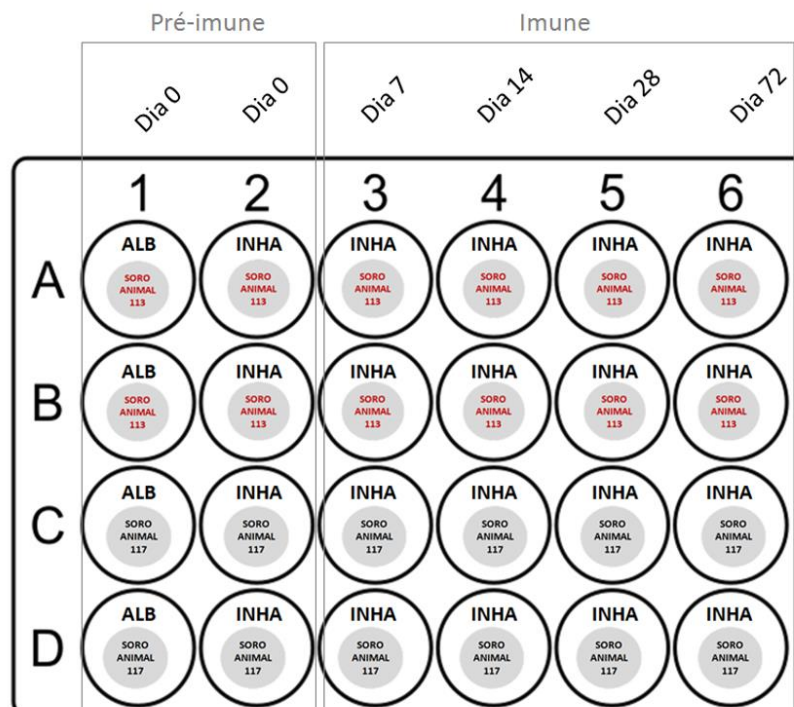 Pré-imune Imune
Dia 0 Dia 0 Dia 7 Dia 14 Dia 28 Dia 72
1 2 3 4 5 6
ALB INHA INHA INHA INHA INHA
A
SORO SORO SORO SORO SORO SORO
ANIMAL ANIMAL ANIMAL ANIMAL ANIMAL ANIMAL
113 113 113 113 113 113
ALB INHA INHA INHA INHA INHA
B
SORO SORO SORO SORO SORO SORO
ANIMAL ANIMAL ANIMAL ANIMAL ANIMAL ANIMAL
113 113 113 113 113 113
ALB INHA INHA INHA INHA INHA
C
SORO SORO SORO SORO SORO SORO
ANIMAL ANIMAL ANIMAL ANIMAL ANIMAL ANIMAL
117 117 117 117 117 117
ALB INHA INHA INHA INHA INHA
D
SORO SORO SORO SORO SORO SORO
ANIMAL ANIMAL ANIMAL ANIMAL ANIMAL ANIMAL
117 117 117 117 117 117